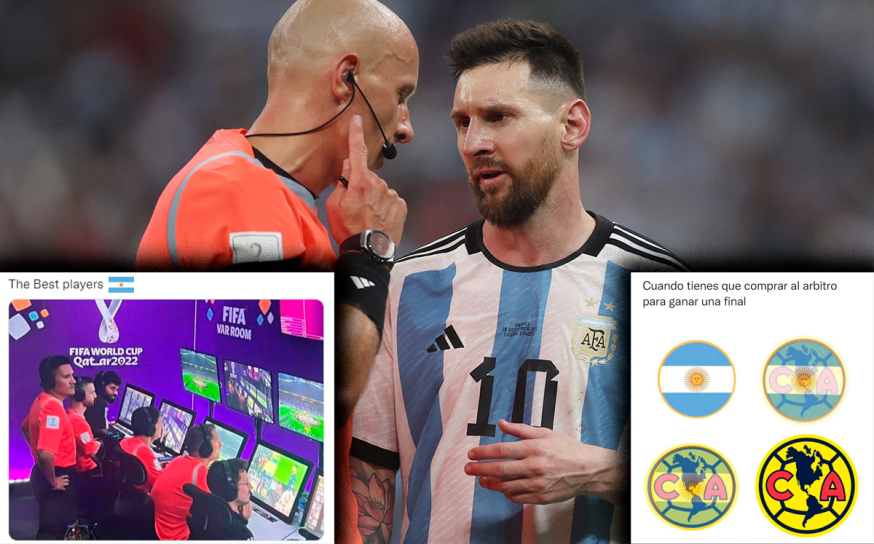 The Best players
FIFA
VAR ROOM
FIFA WORLD CUP
Qatar2022
AFA
10
Cuando tienes que comprar al arbitro
para ganar una final
C A
C A
C A